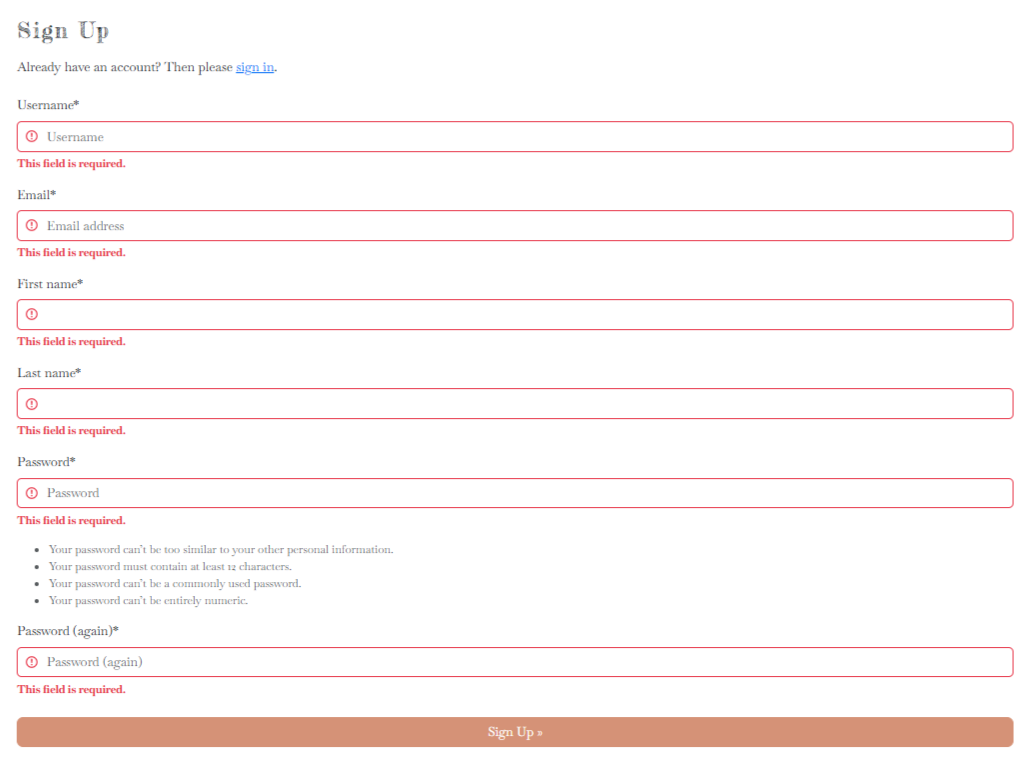 Sign Up
Already have an account? Then please sign in.
Username*
Username
This field is required.
Email*
Email address
This field is required.
First name*
This field is required.
Last name*
This field is required.
Password*
Password
This field is required.
• Your password can't be too similar to your other personal information.
• Your password must contain at least 12 characters.
• Your password can't be a commonly used password.
• Your password can't be entirely numeric.
Password (again)*
Password (again)
This field is required.
Sign Up »